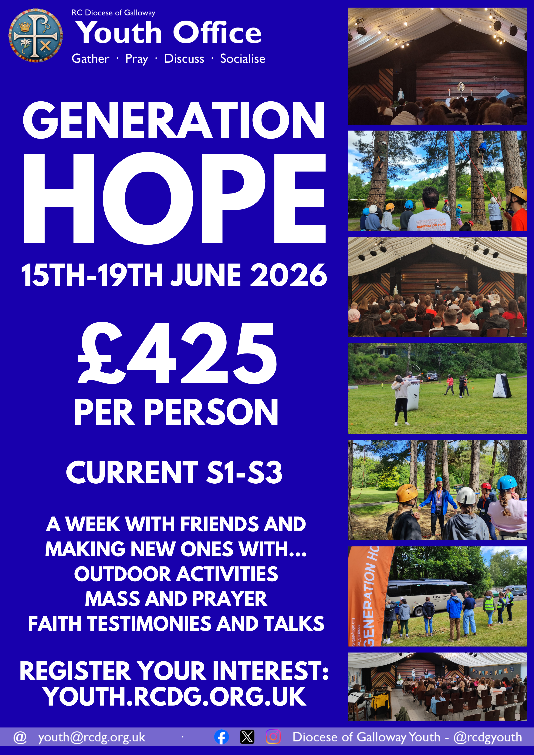 RC Diocese of Galloway
Youth Office
Gather · Pray · Discuss · Socialise
GENERATION
HOPE
15TH-19TH JUNE 2026
£425
PER PERSON
CURRENT S1-S3
A WEEK WITH FRIENDS AND
MAKING NEW ONES WITH...
OUTDOOR ACTIVITIES
MASS AND PRAYER
FAITH TESTIMONIES AND TALKS
REGISTER YOUR INTEREST:
YOUTH.RCDG.ORG.UK
GENERATION HO
@ youth@rcdg.org.uk · Diocese of Galloway Youth - @rcdgyouth